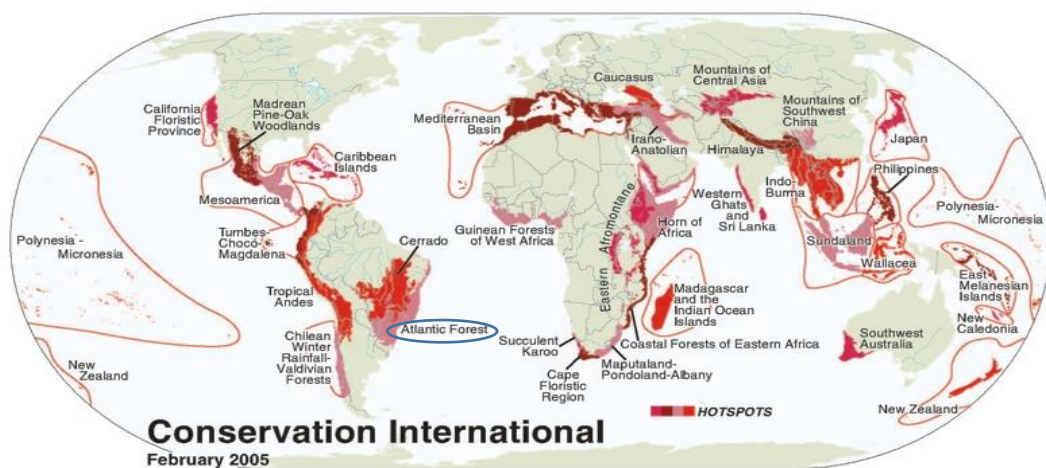 California
Floristic
Province
Madrean
Pine-Oak
Woodlands
Caribbean
Islands
Mesoamerica
Polynesia -
Micronesia
Tumbes-
Chocó-
Magdalena
Cerrado
Tropical
Andes
Atlantic Forest
Chilean
Winter
Rainfall-
Valdivian
Forests
New
Zealand
Mediterranean
Basin
Caucasus
Irano-
Anatolian
Mountains of
Central Asia
Mountains of
Southwest
China
Himalaya
Japan
Philippines
Indo-
Burma
Western
Ghats and
Sri Lanka
Guinean Forests
of West Africa
Eastern Afromontane
Horn of
Africa
Sundaland
Wallacea
Polynesia-
Micronesia
East
Melanesian
Islands
New
Caledonia
Madagascar
and the
Indian Ocean
Islands
Coastal Forests of Eastern Africa
Succulent
Karoo
Cape
Floristic
Region
Maputaland-
Pondoland-Albany
Southwest
Australia
New Zealand
HOTSPOTS
Conservation International
February 2005